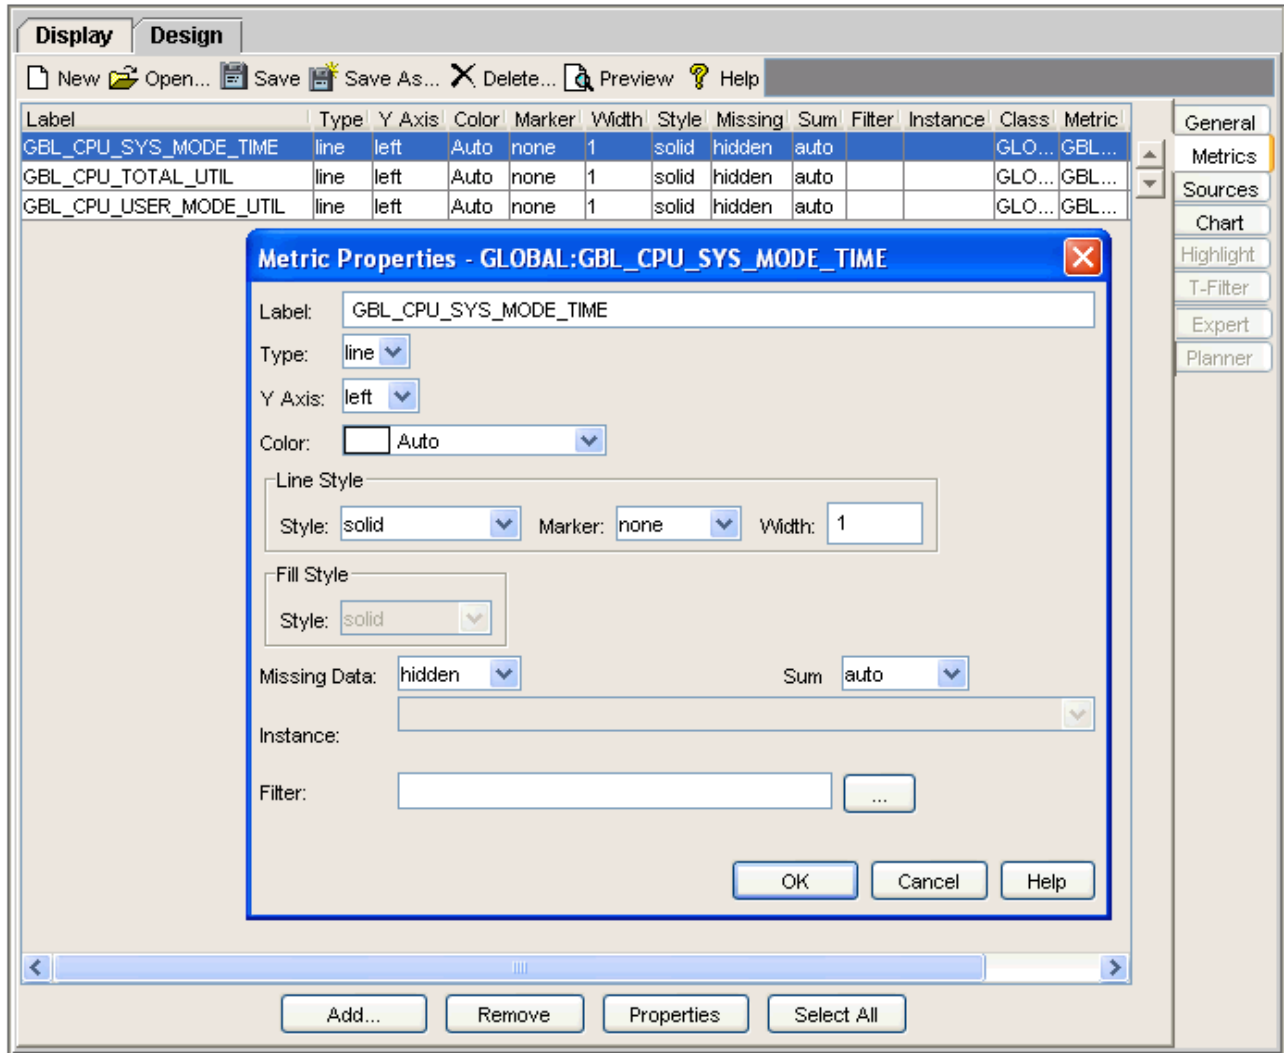 Display Design
New Open... Save Save As... Delete... Preview Help
Label Type Y Axis Color Marker Width Style Missing Sum Filter Instance Class Metric
GBL_CPU_SYS_MODE_TIME line left Auto none 1 solid hidden auto GLO... GBL...
GBL_CPU_TOTAL_UTIL line left Auto none 1 solid hidden auto GLO... GBL...
GBL_CPU_USER_MODE_UTIL line left Auto none 1 solid hidden auto GLO... GBL...
General
Metrics
Sources
Chart
Highlight
T-Filter
Expert
Planner
Metric Properties - GLOBAL:GBL_CPU_SYS_MODE_TIME
Label: GBL_CPU_SYS_MODE_TIME
Type: line
Y Axis: left
Color: Auto
Line Style
Style: solid Marker: none Width: 1
Fill Style
Style: solid
Missing Data: hidden Sum auto
Instance:
Filter: ...
OK Cancel Help
Add... Remove Properties Select All